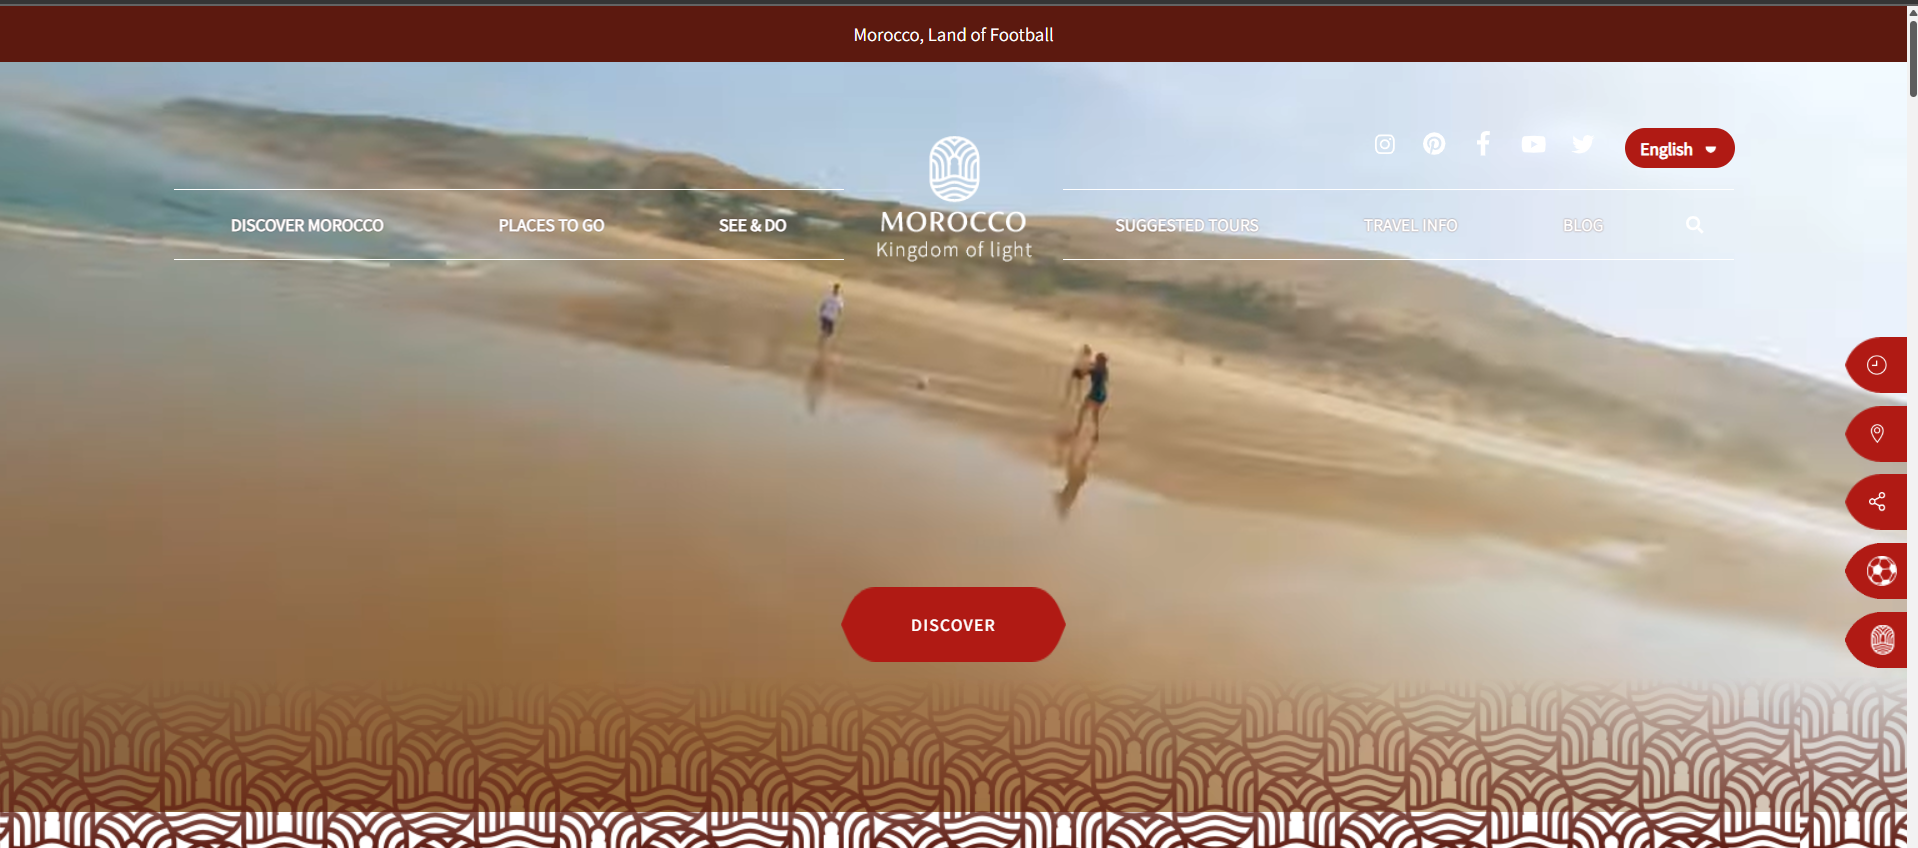 Morocco, Land of Football
English
DISCOVER MOROCCO
PLACES TO GO
SEE & DO
MOROCCO
Kingdom of light
SUGGESTED TOURS
TRAVEL INFO
BLOG
DISCOVER